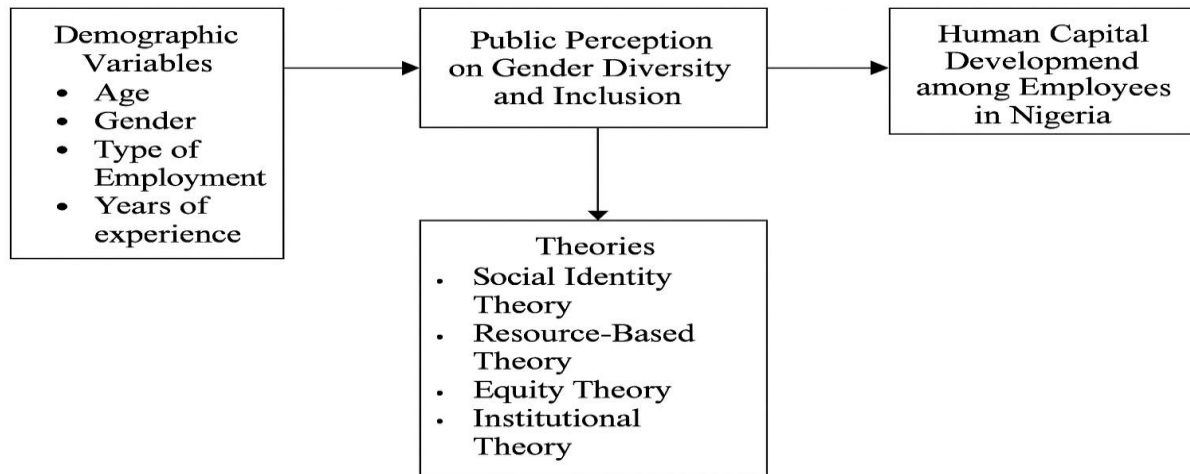 Demographic
Variables
• Age
• Gender
• Type of
Employment
• Years of
experience
Public Perception
on Gender Diversity
and Inclusion
Human Capital
Developmend
among Employees
in Nigeria
Theories
• Social Identity
Theory
• Resource-Based
Theory
• Equity Theory
• Institutional
Theory